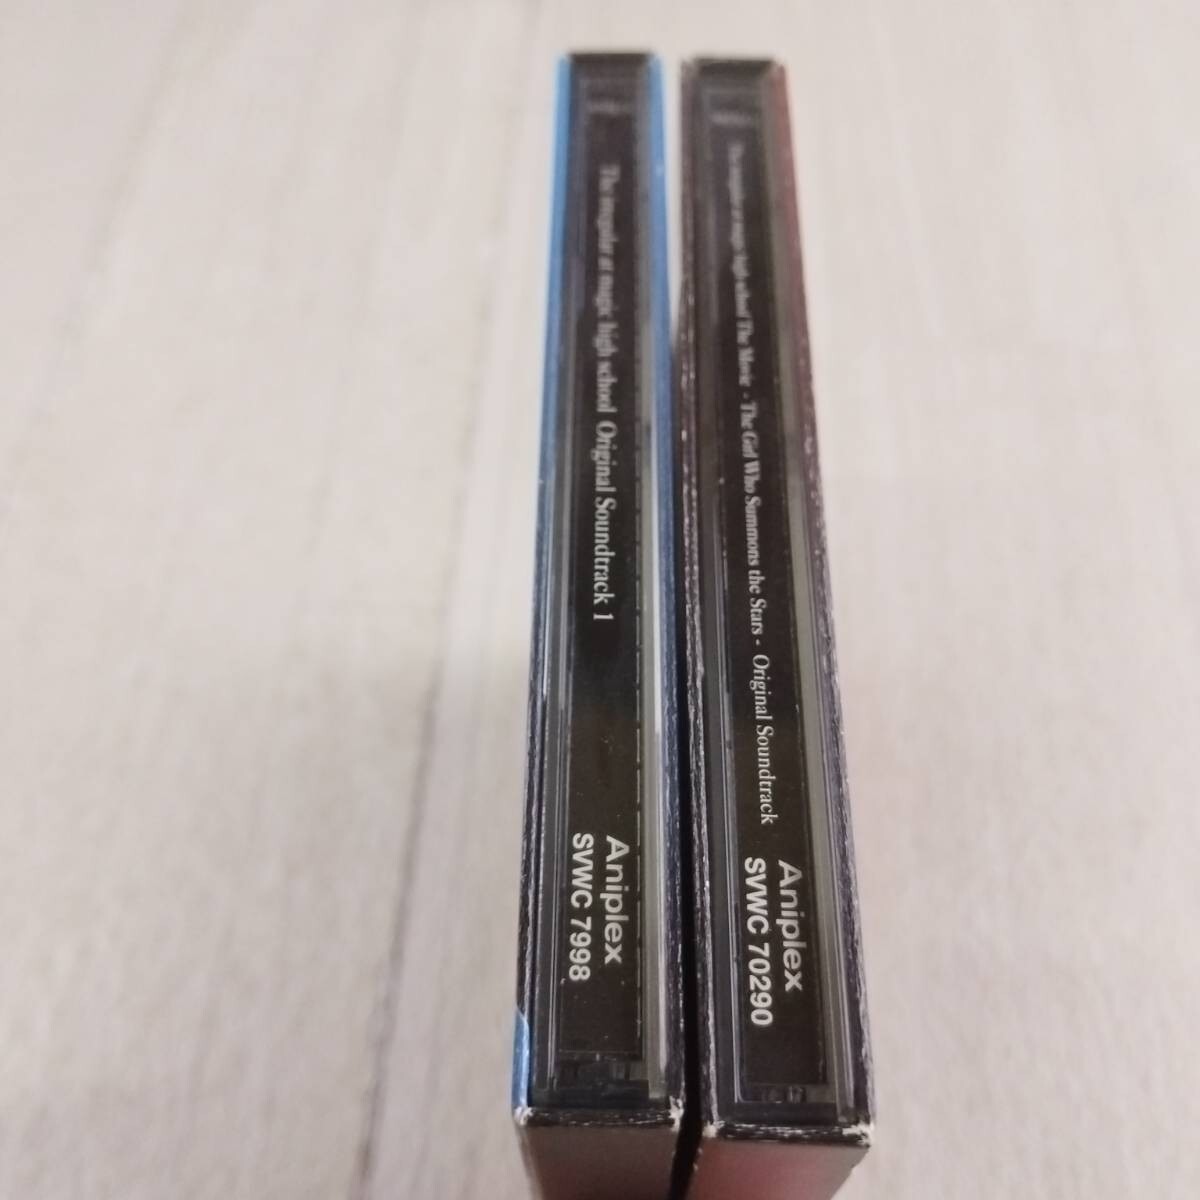 The irregular at magic high school Original Soundtrack 1
Aniplex
SVWC 7998
The irregular at magic high school The Movie - The Girl Who Summons the Stars - Original Soundtrack
Aniplex
SVWC 70290